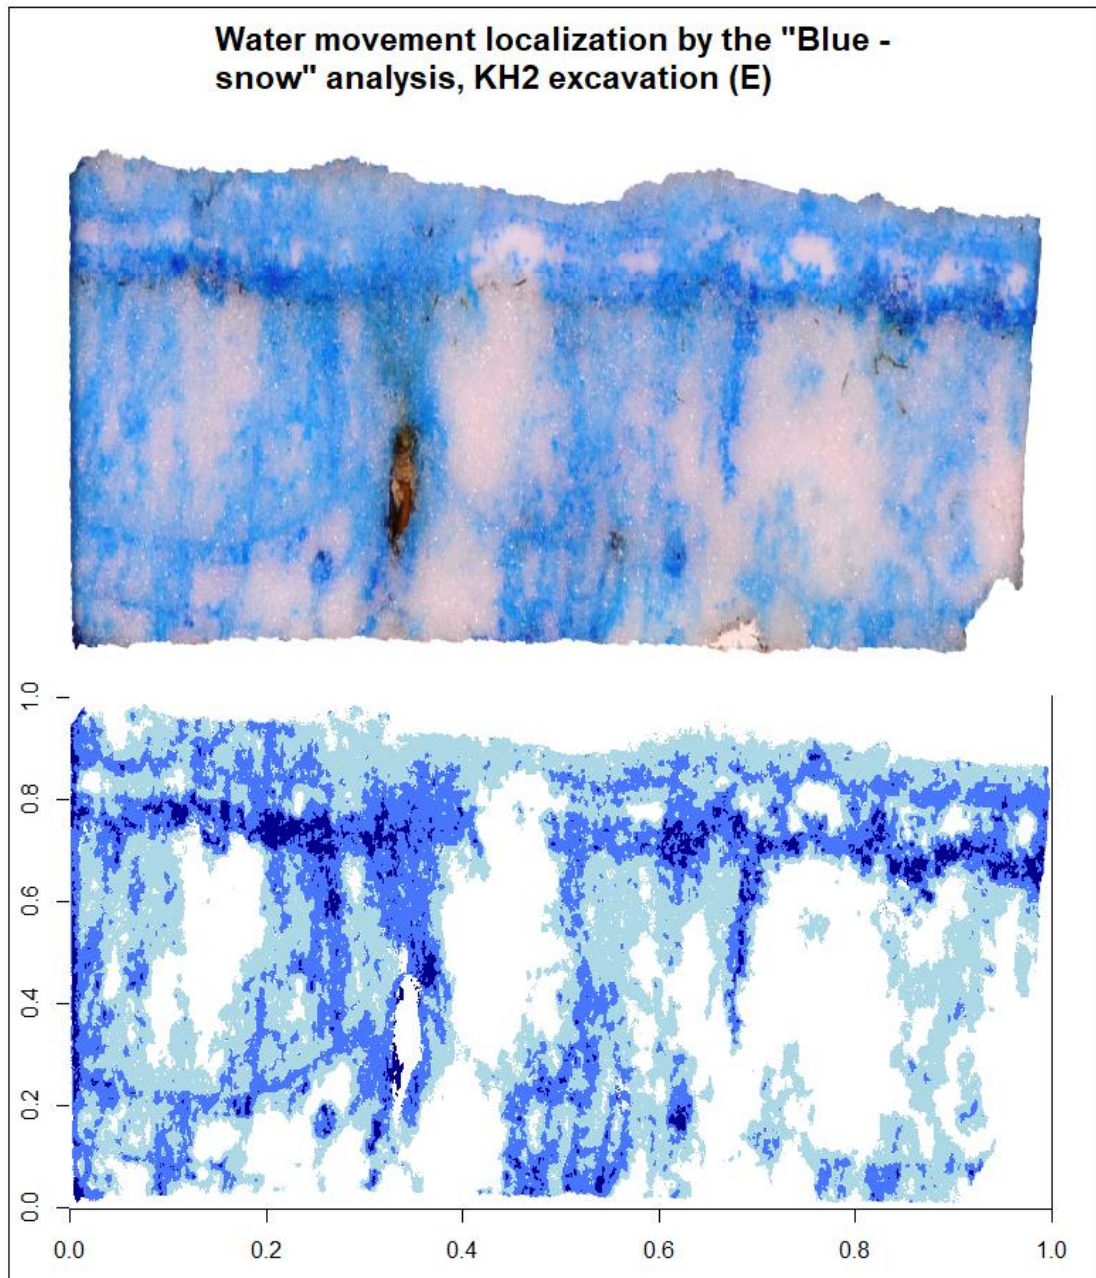 Water movement localization by the "Blue -
snow" analysis, KH2 excavation (E)
1.0
0.8
0.6
0.4
0.2
0.0
0.0 0.2 0.4 0.6 0.8 1.0